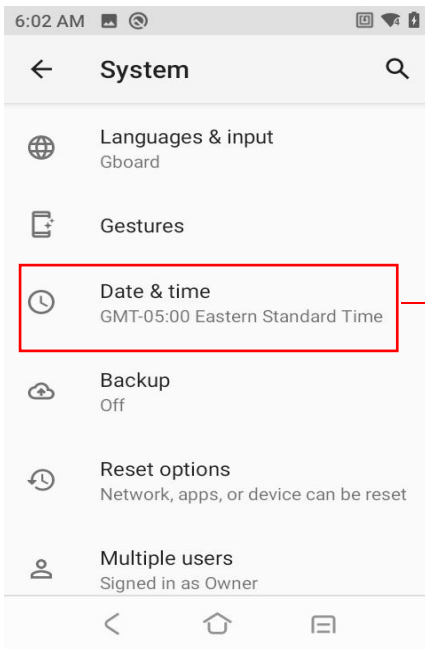 6:02 AM
System
Languages & input
Gboard
Gestures
Date & time
GMT-05:00 Eastern Standard Time
Backup
Off
Reset options
Network, apps, or device can be reset
Multiple users
Signed in as Owner